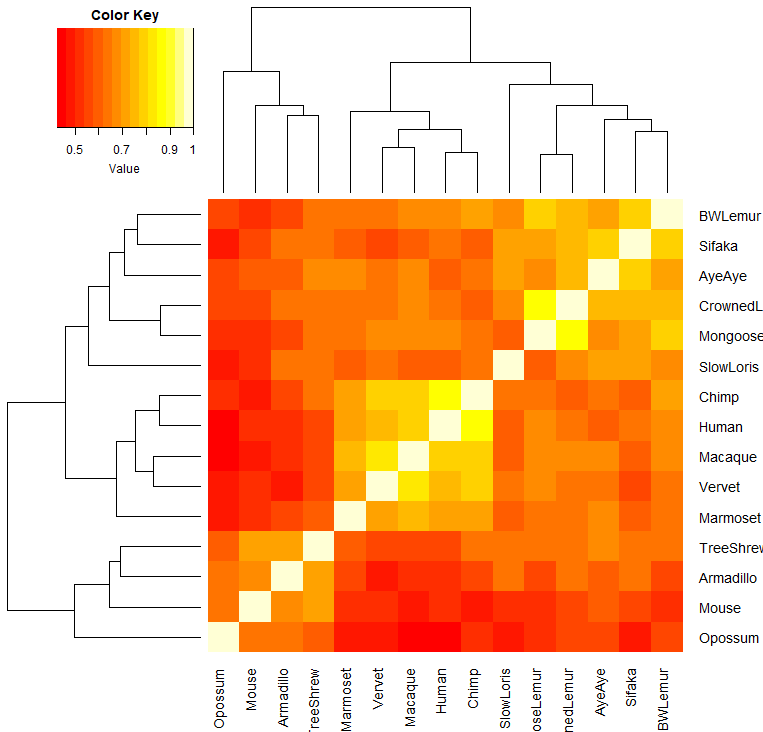 Color Key
0.5 0.7 0.9 1
Value
BWLemur
Sifaka
AyeAye
CrownedL
Mongoose
SlowLoris
Chimp
Human
Macaque
Vervet
Marmoset
TreeShrew
Armadillo
Mouse
Opossum
Opossum
Mouse
Armadillo
TreeShrew
Marmoset
Vervet
Macaque
Human
Chimp
SlowLoris
oseLemur
nedLemur
AyeAye
Sifaka
BWLemur